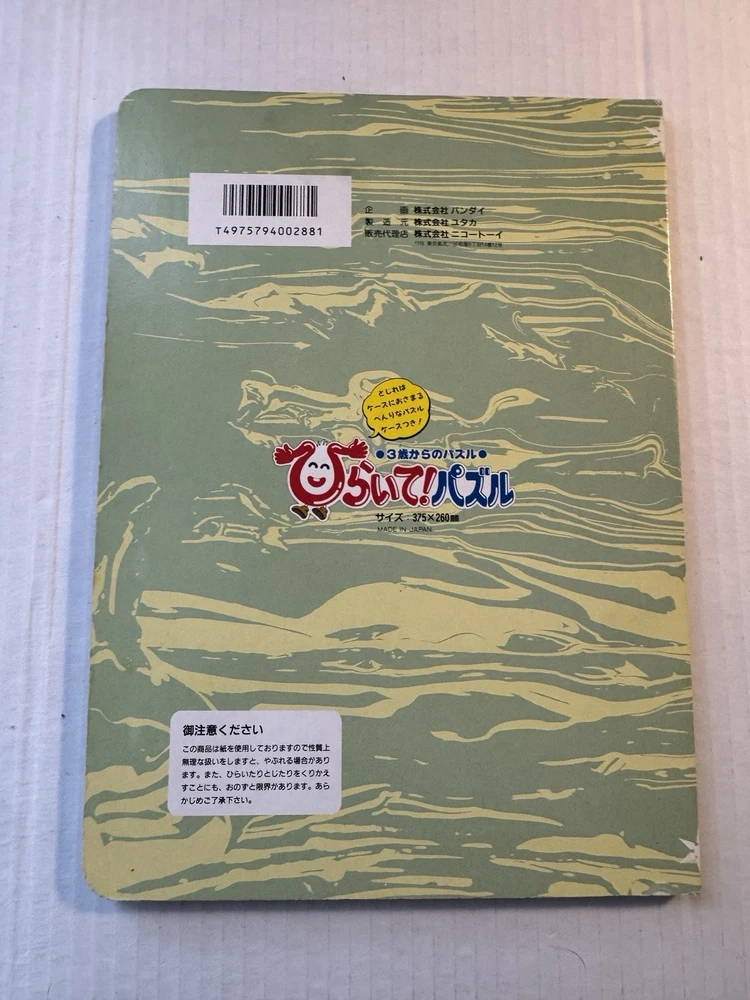 T4975794002881
企　　画 株式会社 バンダイ
製 造 元 株式会社 ユタカ
販売代理店 株式会社 ニコートーイ
とじれば
ケースにおさまる
べんりなパズル
ケースつき！
●3歳からのパズル●
ひらいて！パズル
サイズ：375×260㎜
MADE IN JAPAN
御注意ください
この商品は紙を使用しておりますので性質上
無理な扱いをしますと、やぶれる場合があり
ます。また、ひらいたりとじたりをくりかえ
すことにも、おのずと限界があります。あら
かじめご了承下さい。